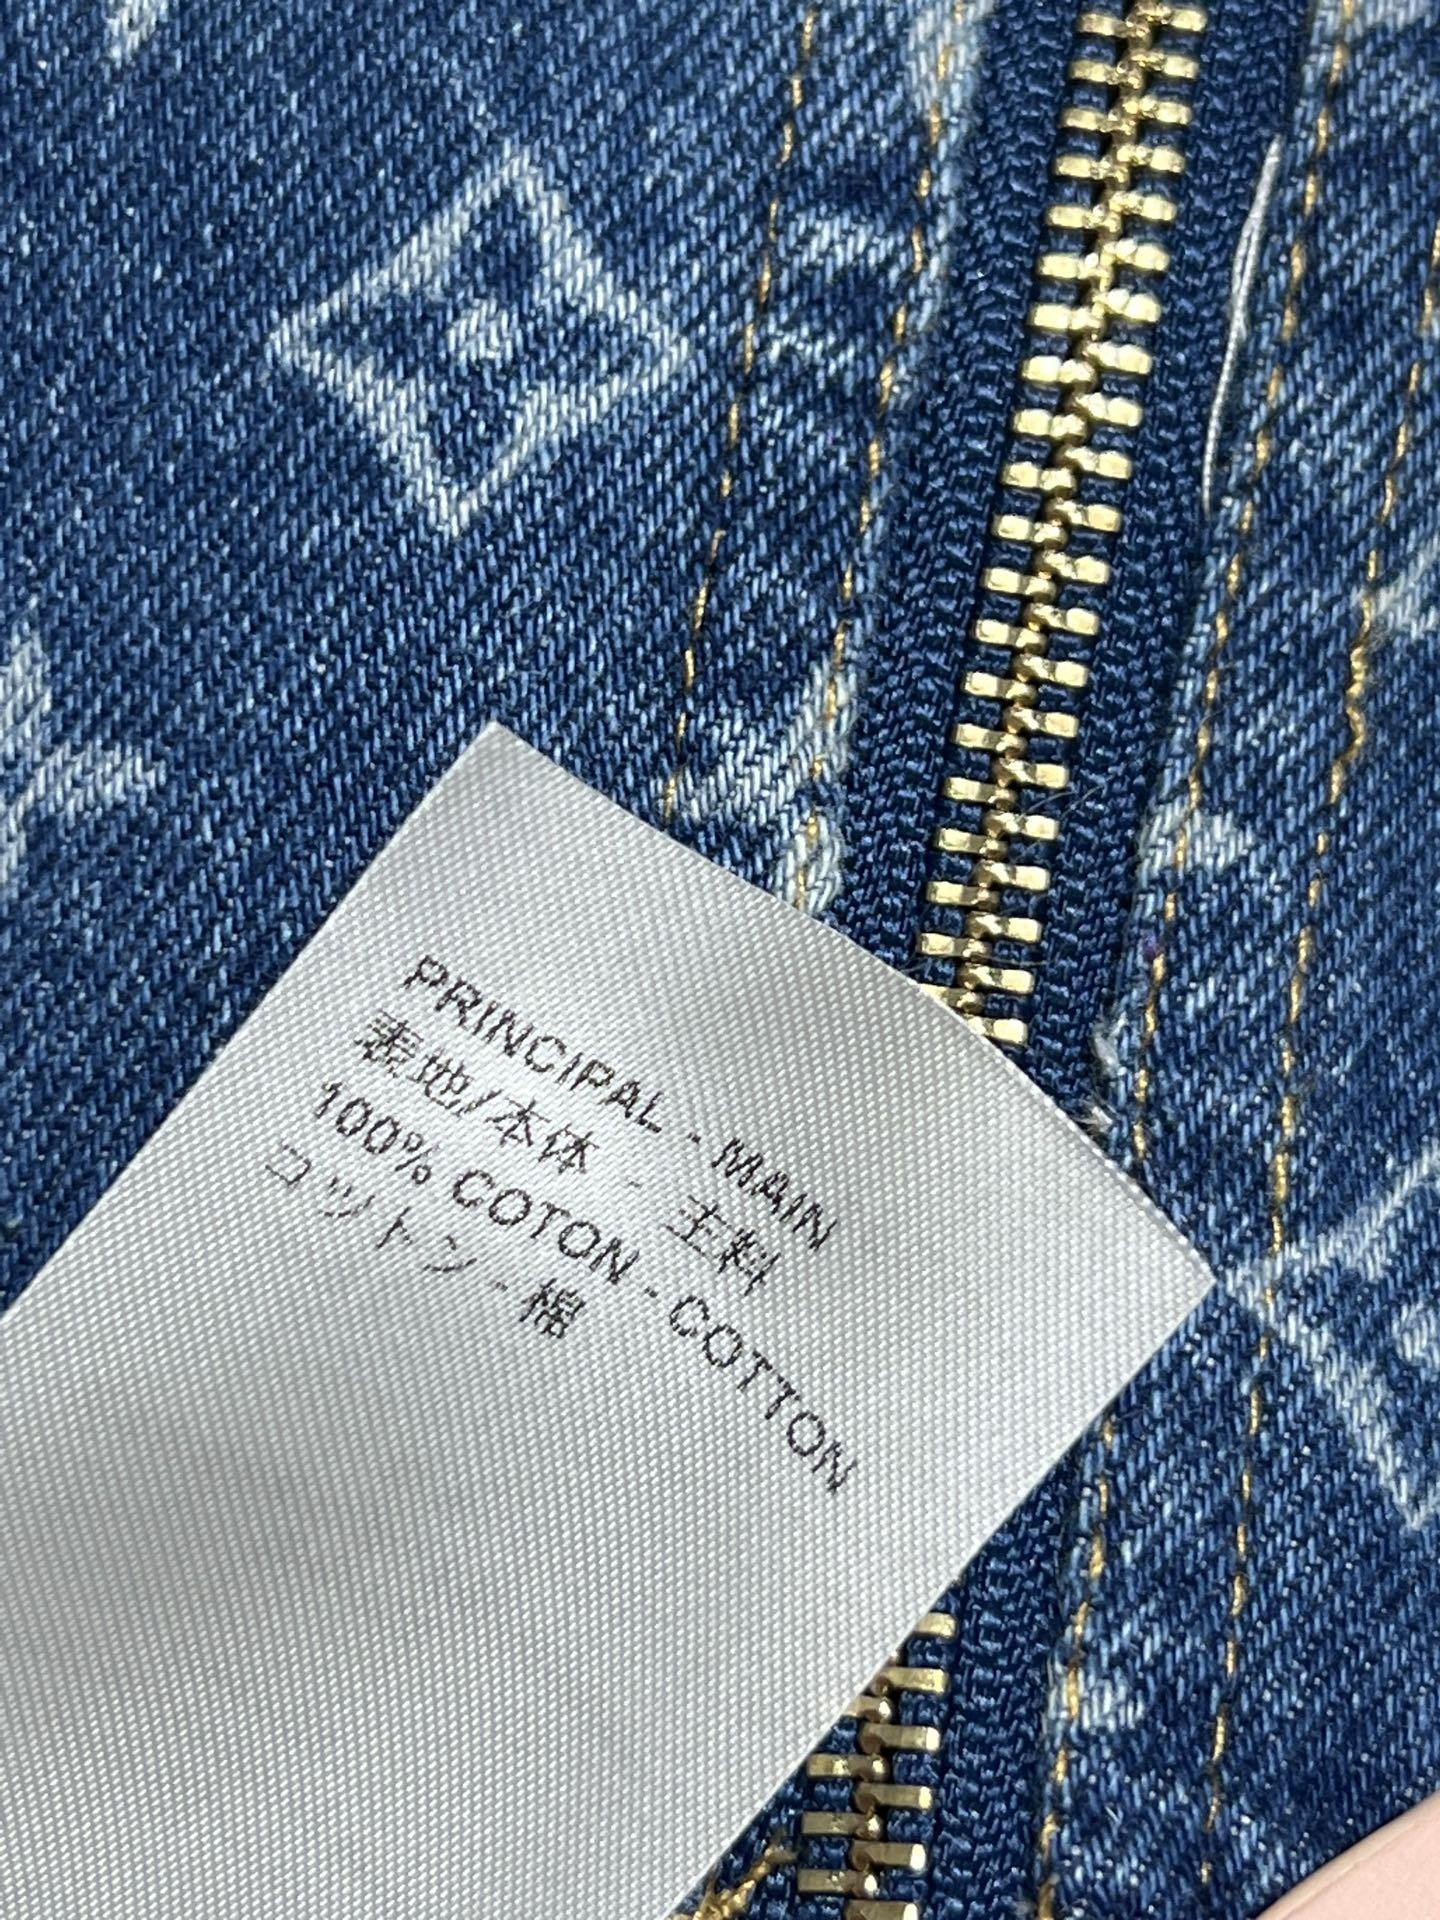 PRINCIPAL - MAIN
表地/本体 - 主料
100% COTON - COTTON
コットン - 棉